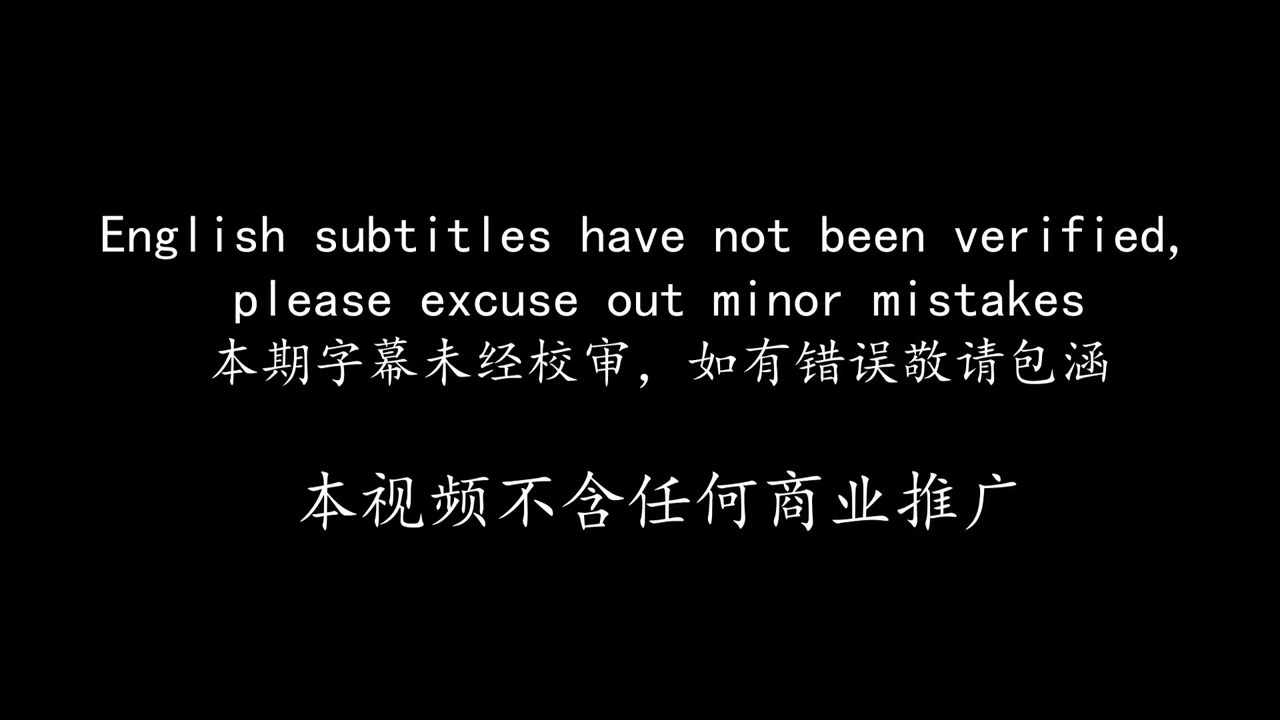 English subtitles have not been verified,
please excuse out minor mistakes
本期字幕未经校审，如有错误敬请包涵
本视频不含任何商业推广